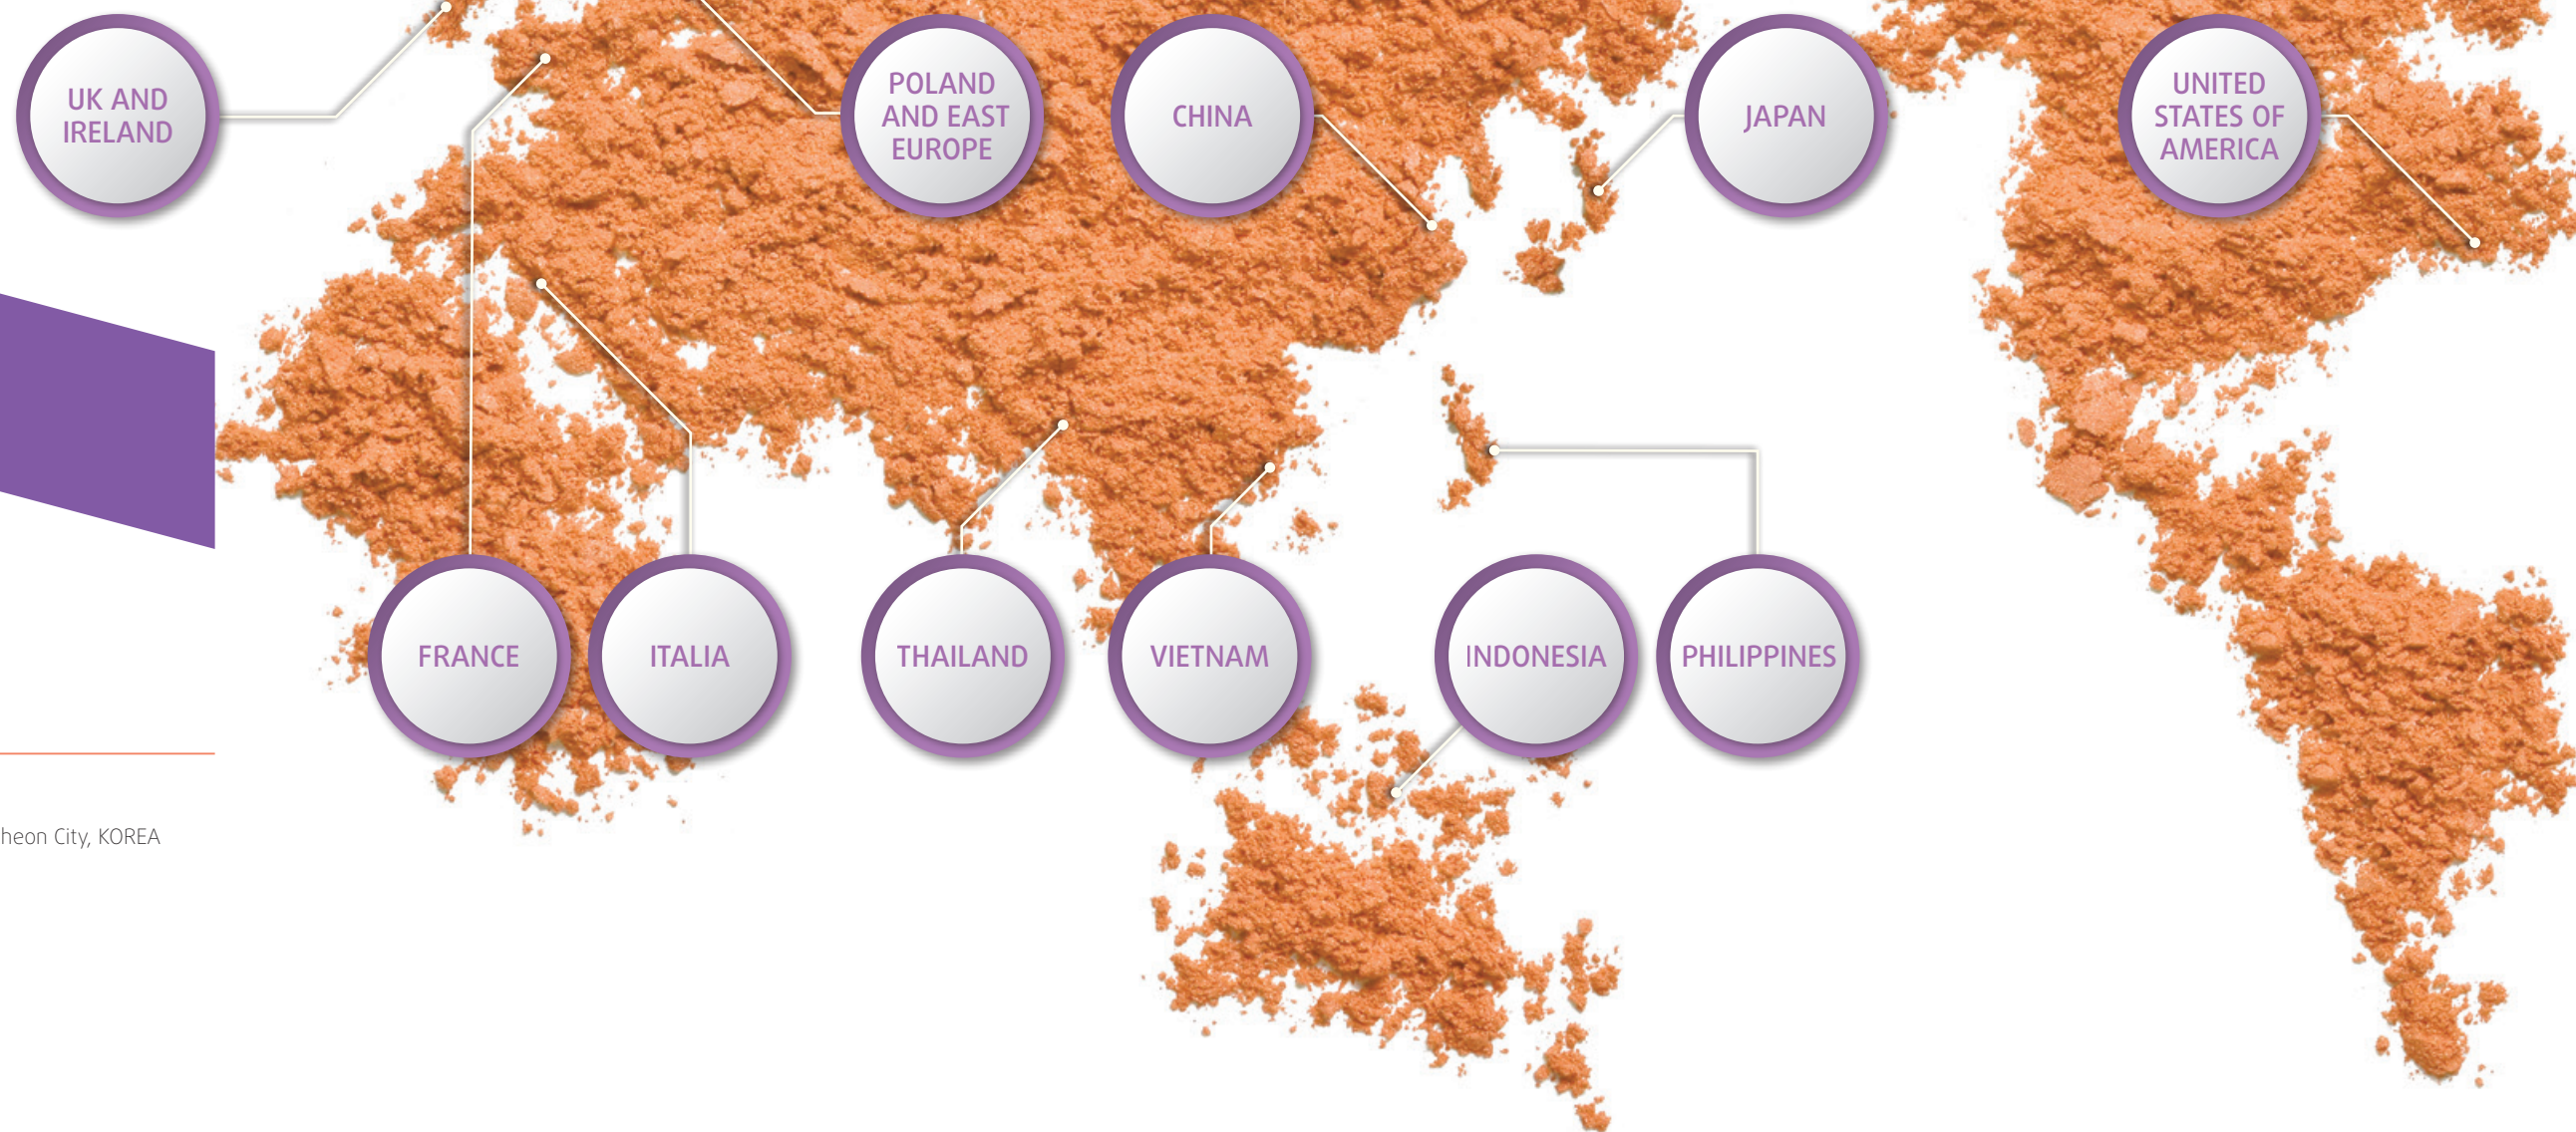 UK AND
IRELAND
POLAND
AND EAST
EUROPE
CHINA
JAPAN
UNITED
STATES OF
AMERICA
FRANCE
ITALIA
THAILAND
VIETNAM
INDONESIA
PHILIPPINES
heon City, KOREA